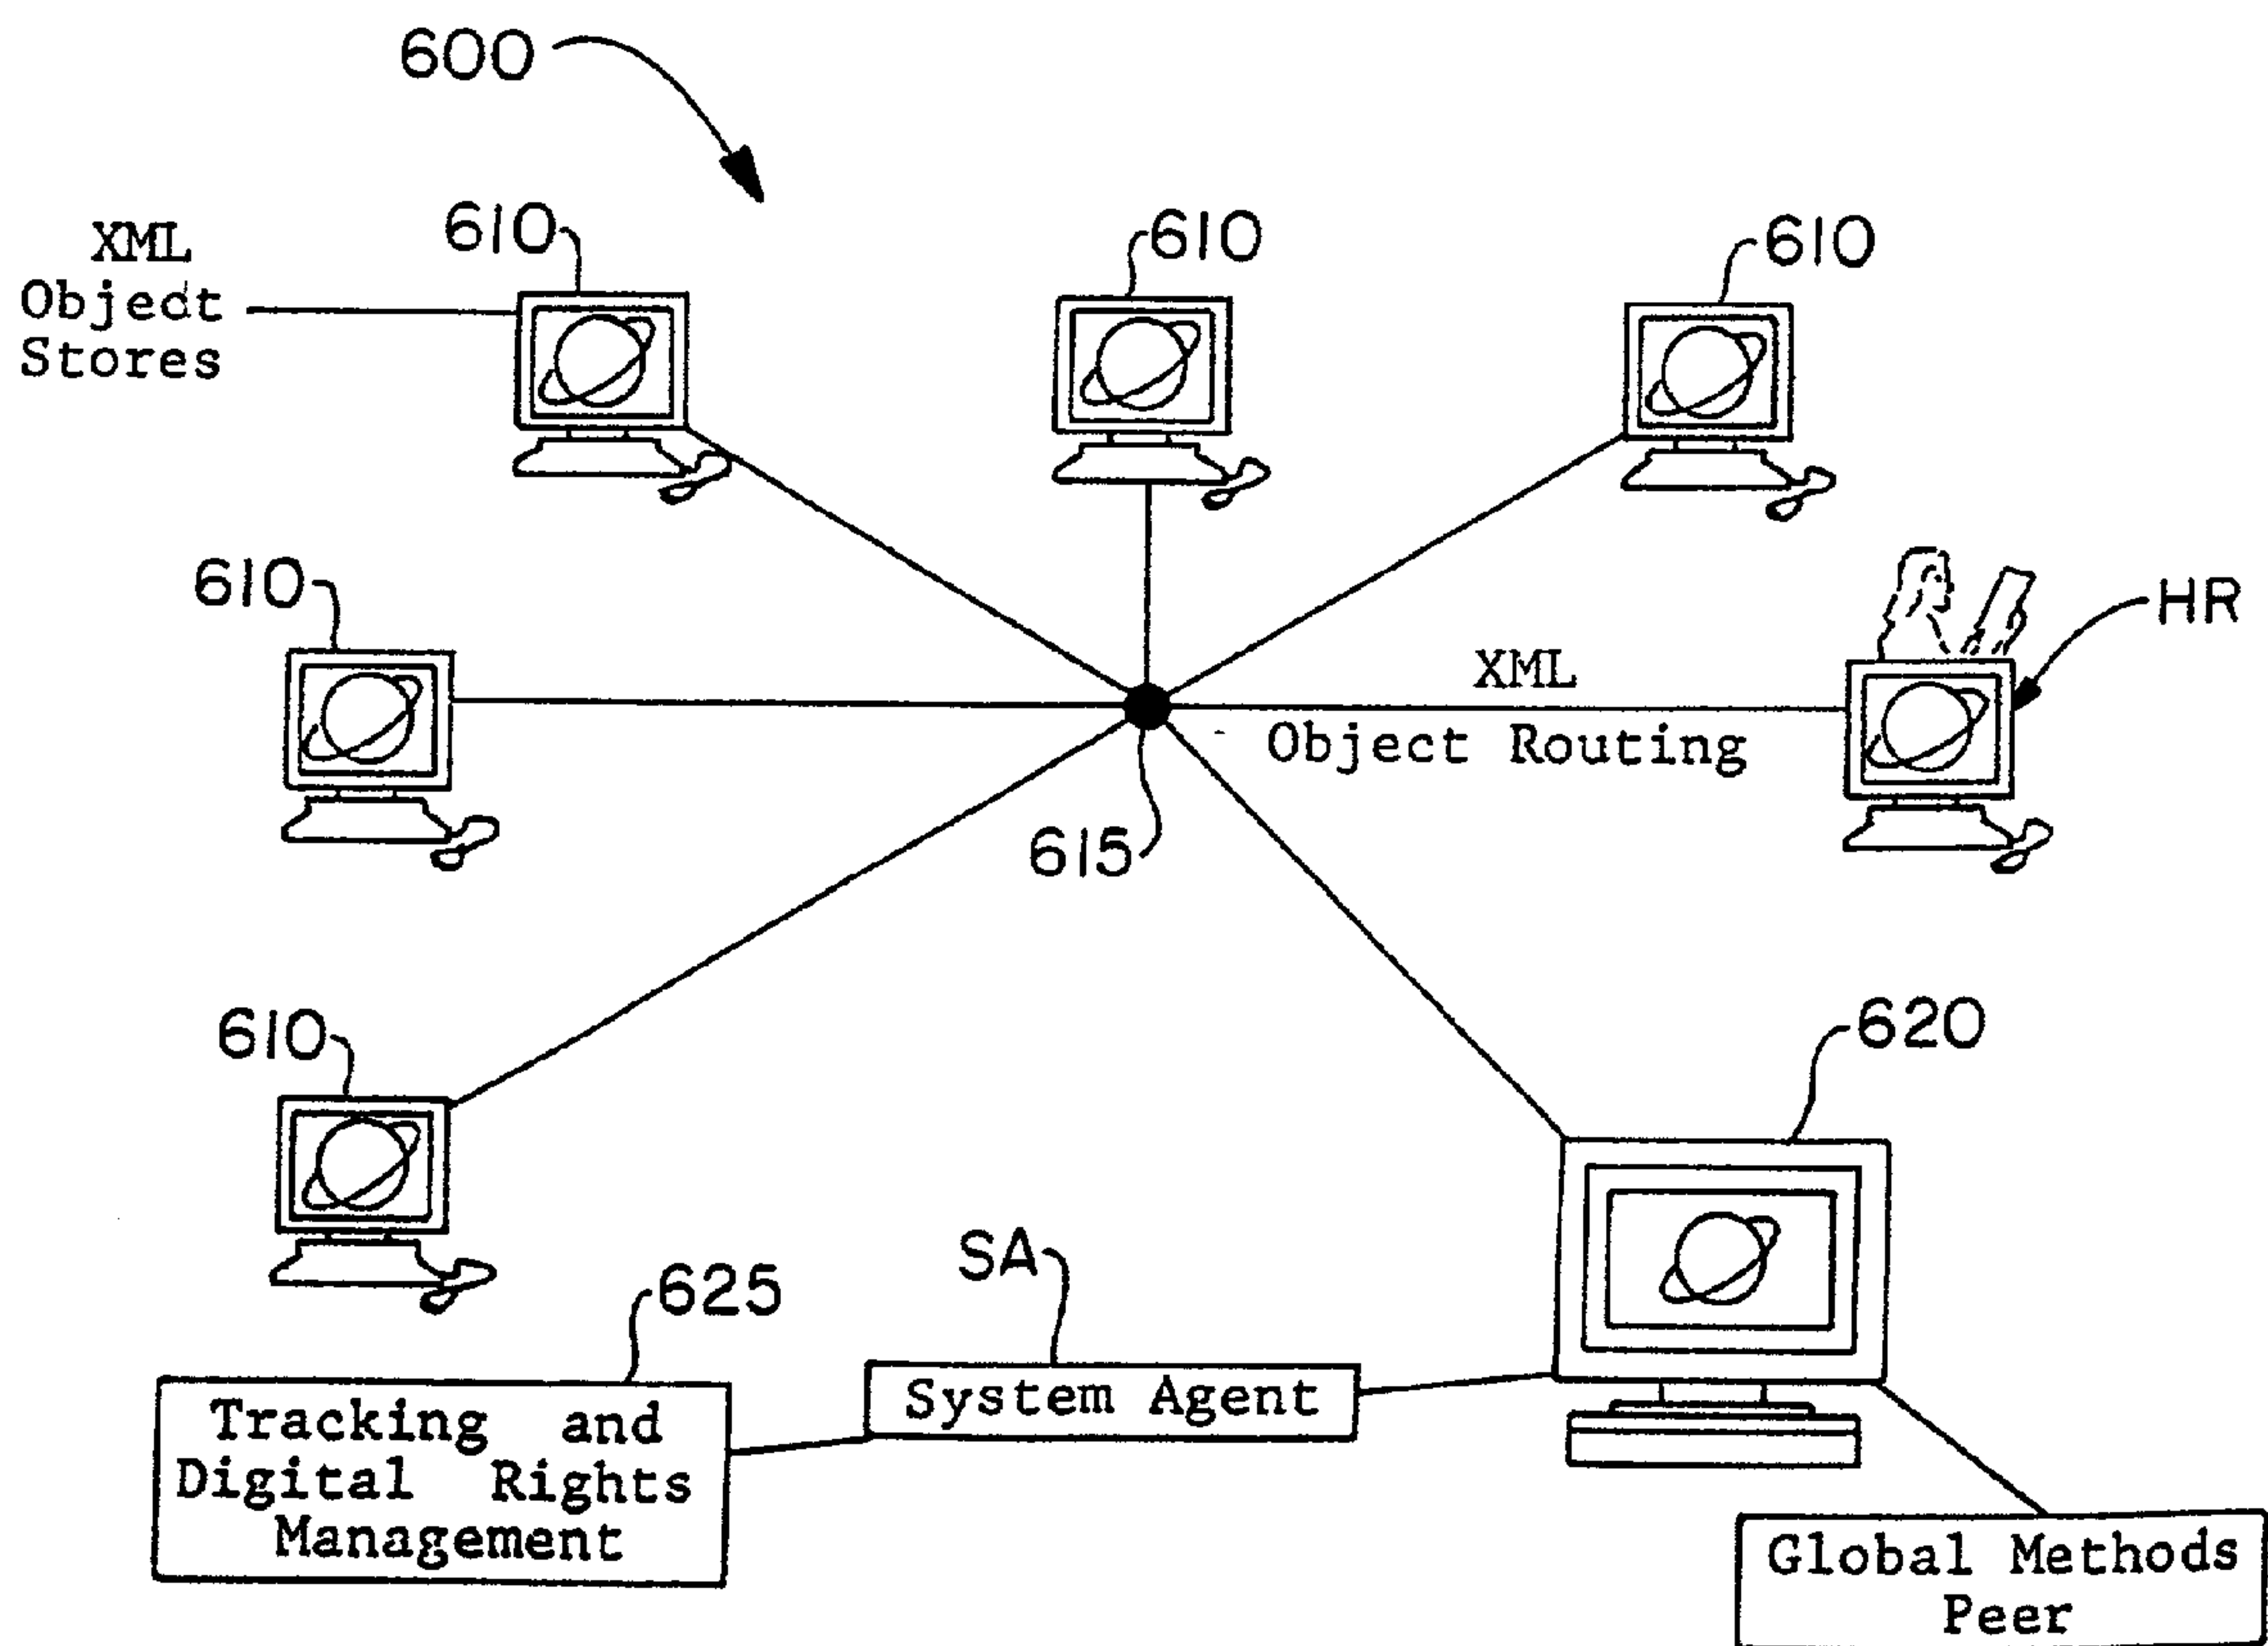 600
XML
Object
Stores
610
610
610
610
HR
XML
Object Routing
615
610
620
SA
625
System Agent
Tracking and
Digital Rights
Management
Global Methods
Peer